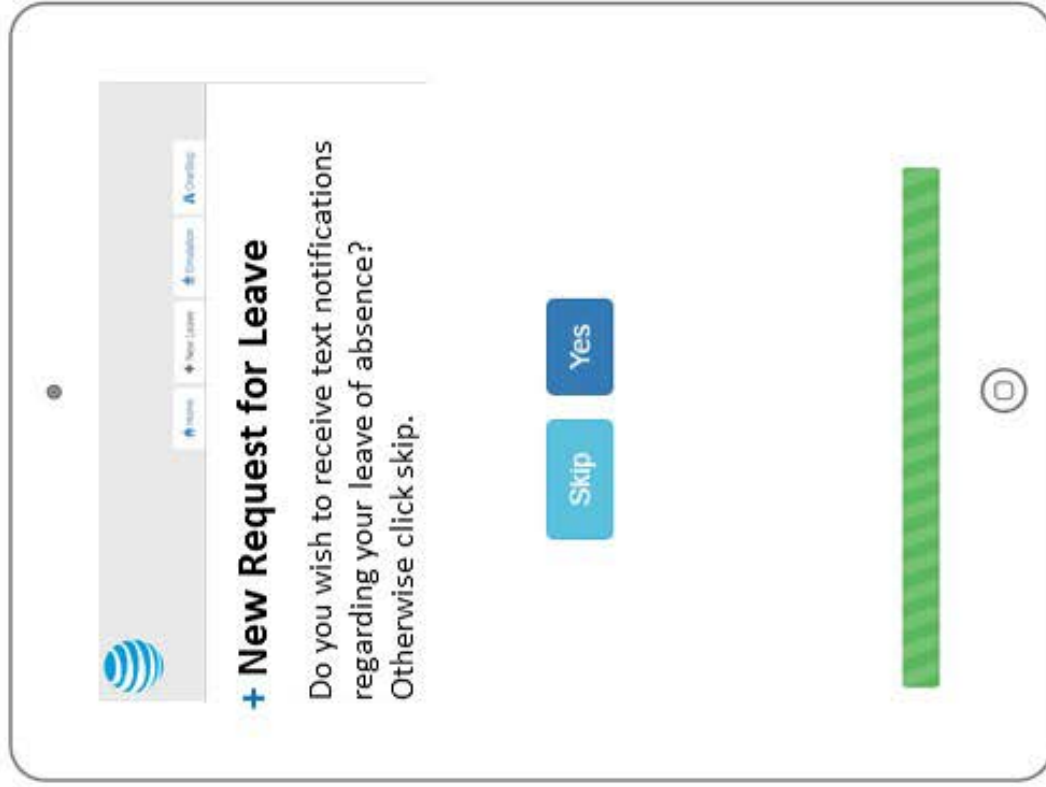 Home New Leave Emulation
+ New Request for Leave
Do you wish to receive text notifications
regarding your leave of absence?
Otherwise click skip.
Skip Yes